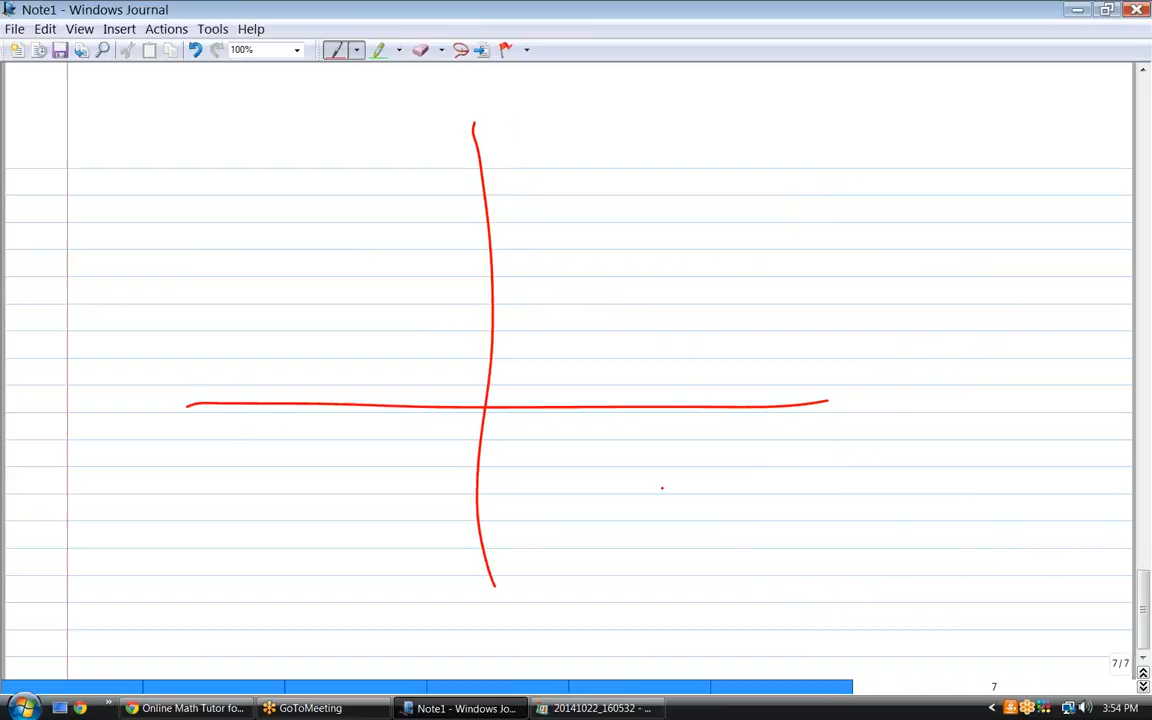 Note1 - Windows Journal
File Edit View Insert Actions Tools Help
100%
7/7
7
Online Math Tutor fo...
GoToMeeting
Note1 - Windows Jo...
20141022_160532 - ...
3:54 PM